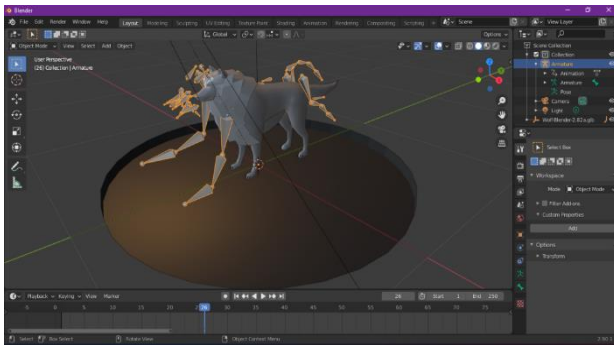 Blender
File Edit Render Window Help Layout Modeling Sculpting UV Editing Texture Paint Shading Animation Rendering Compositing Scripting + Scene View Layer
Global Options
Object Mode View Select Add Object
User Perspective
(26) Collection | Armature
Scene Collection
Collection
Armature
Animation
Armature
Pose
Camera
Light
Select Box
Workspace
Mode Object Mode
Filter Add-ons
Custom Properties
Add
Options
Transform
Playback Keying View Marker 26 Start 1 End 250
0 5 10 15 20 26 30 35 40 45 50 55 60 65 70 75
Select Box Select Rotate View Object Context Menu